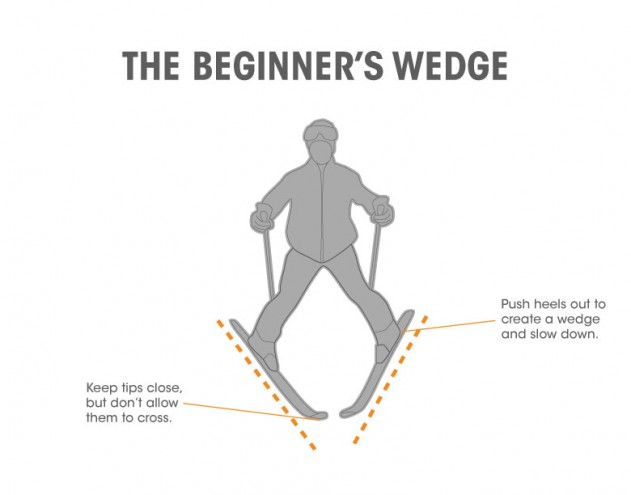 THE BEGINNER'S WEDGE
Push heels out to
create a wedge
and slow down.
Keep tips close,
but don't allow
them to cross.